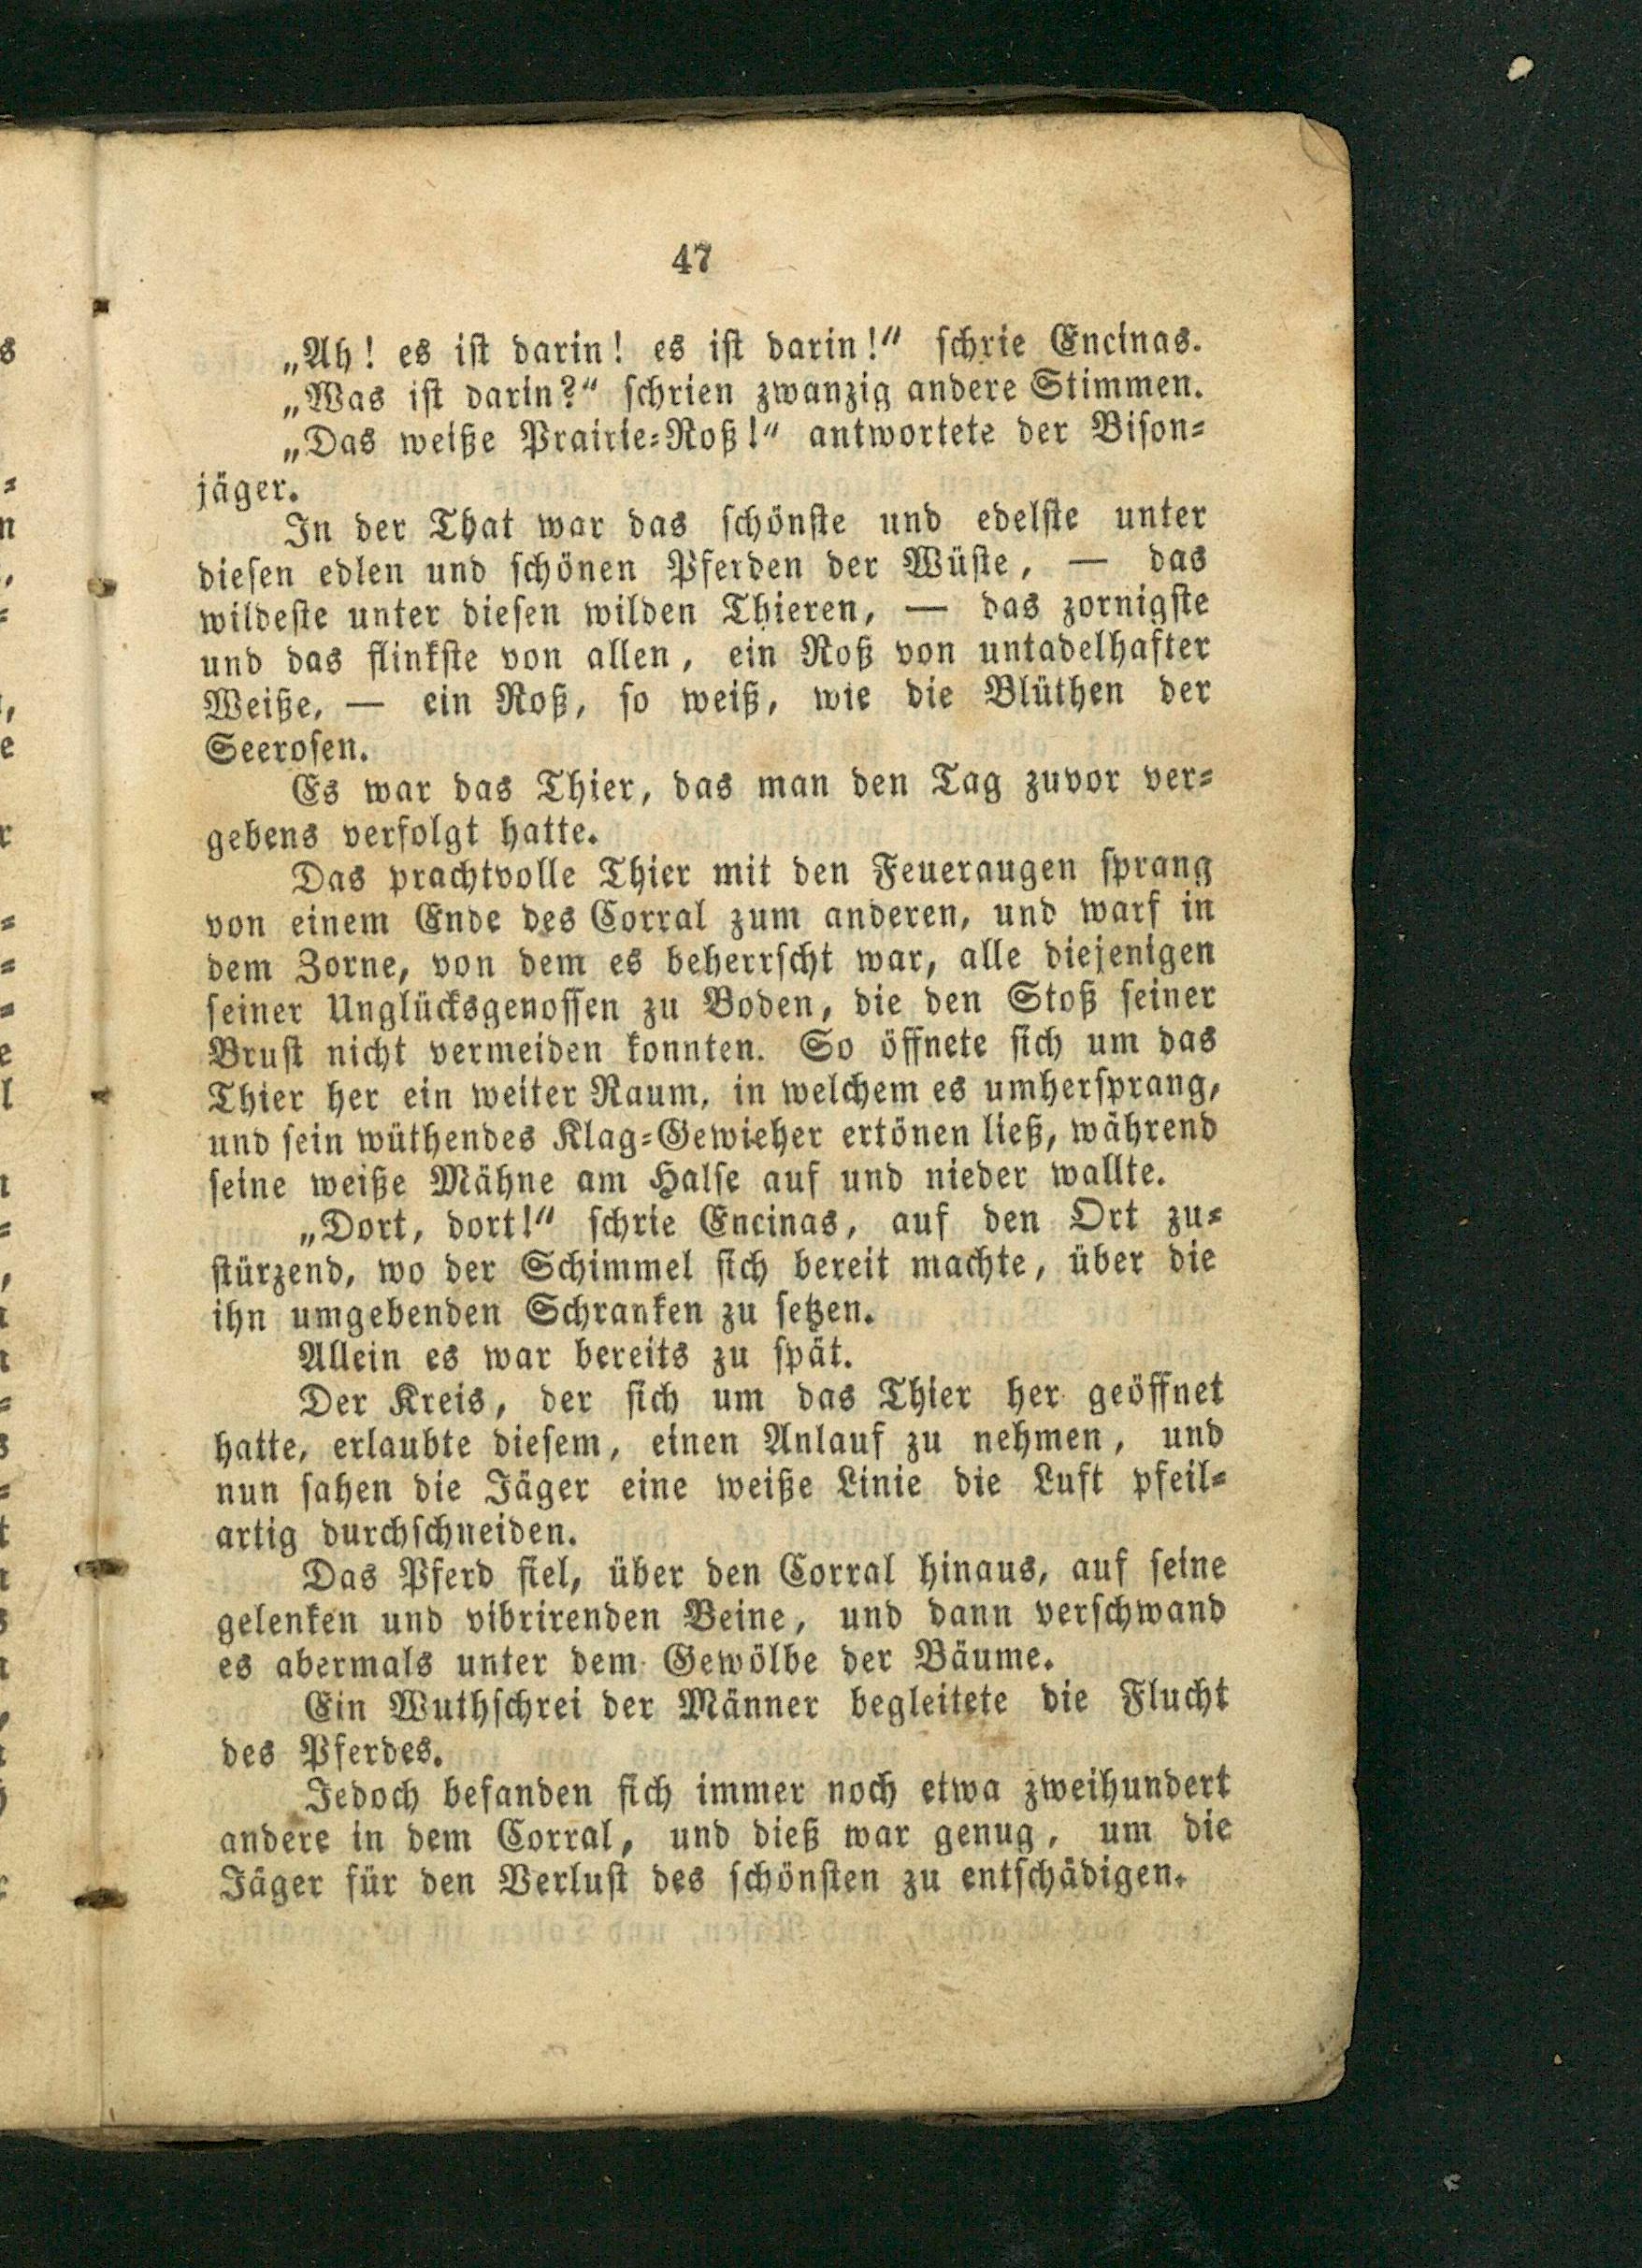 47
„Ah! es ist darin! es ist darin!“ schrie Encinas.
„Was ist darin?“ schrien zwanzig andere Stimmen.
„Das weiße Prairie=Roß!“ antwortete der Bison=
jäger.
In der That war das schönste und edelste unter
diesen edlen und schönen Pferden der Wüste, — das
wildeste unter diesen wilden Thieren, — das zornigste
und das flinkste von allen, ein Roß von untadelhafter
Weiße, — ein Roß, so weiß, wie die Blüthen der
Seerosen.
Es war das Thier, das man den Tag zuvor ver=
gebens verfolgt hatte.
Das prachtvolle Thier mit den Feueraugen sprang
von einem Ende des Corral zum anderen, und warf in
dem Zorne, von dem es beherrscht war, alle diejenigen
seiner Unglücksgenossen zu Boden, die den Stoß seiner
Brust nicht vermeiden konnten. So öffnete sich um das
Thier her ein weiter Raum, in welchem es umhersprang,
und sein wüthendes Klag=Gewieher ertönen ließ, während
seine weiße Mähne am Halse auf und nieder wallte.
„Dort, dort!“ schrie Encinas, auf den Ort zu=
stürzend, wo der Schimmel sich bereit machte, über die
ihn umgebenden Schranken zu setzen.
Allein es war bereits zu spät.
Der Kreis, der sich um das Thier her geöffnet
hatte, erlaubte diesem, einen Anlauf zu nehmen, und
nun sahen die Jäger eine weiße Linie die Luft pfeil=
artig durchschneiden.
Das Pferd fiel, über den Corral hinaus, auf seine
gelenken und vibrirenden Beine, und dann verschwand
es abermals unter dem Gewölbe der Bäume.
Ein Wuthschrei der Männer begleitete die Flucht
des Pferdes.
Jedoch befanden sich immer noch etwa zweihundert
andere in dem Corral, und dieß war genug, um die
Jäger für den Verlust des schönsten zu entschädigen.